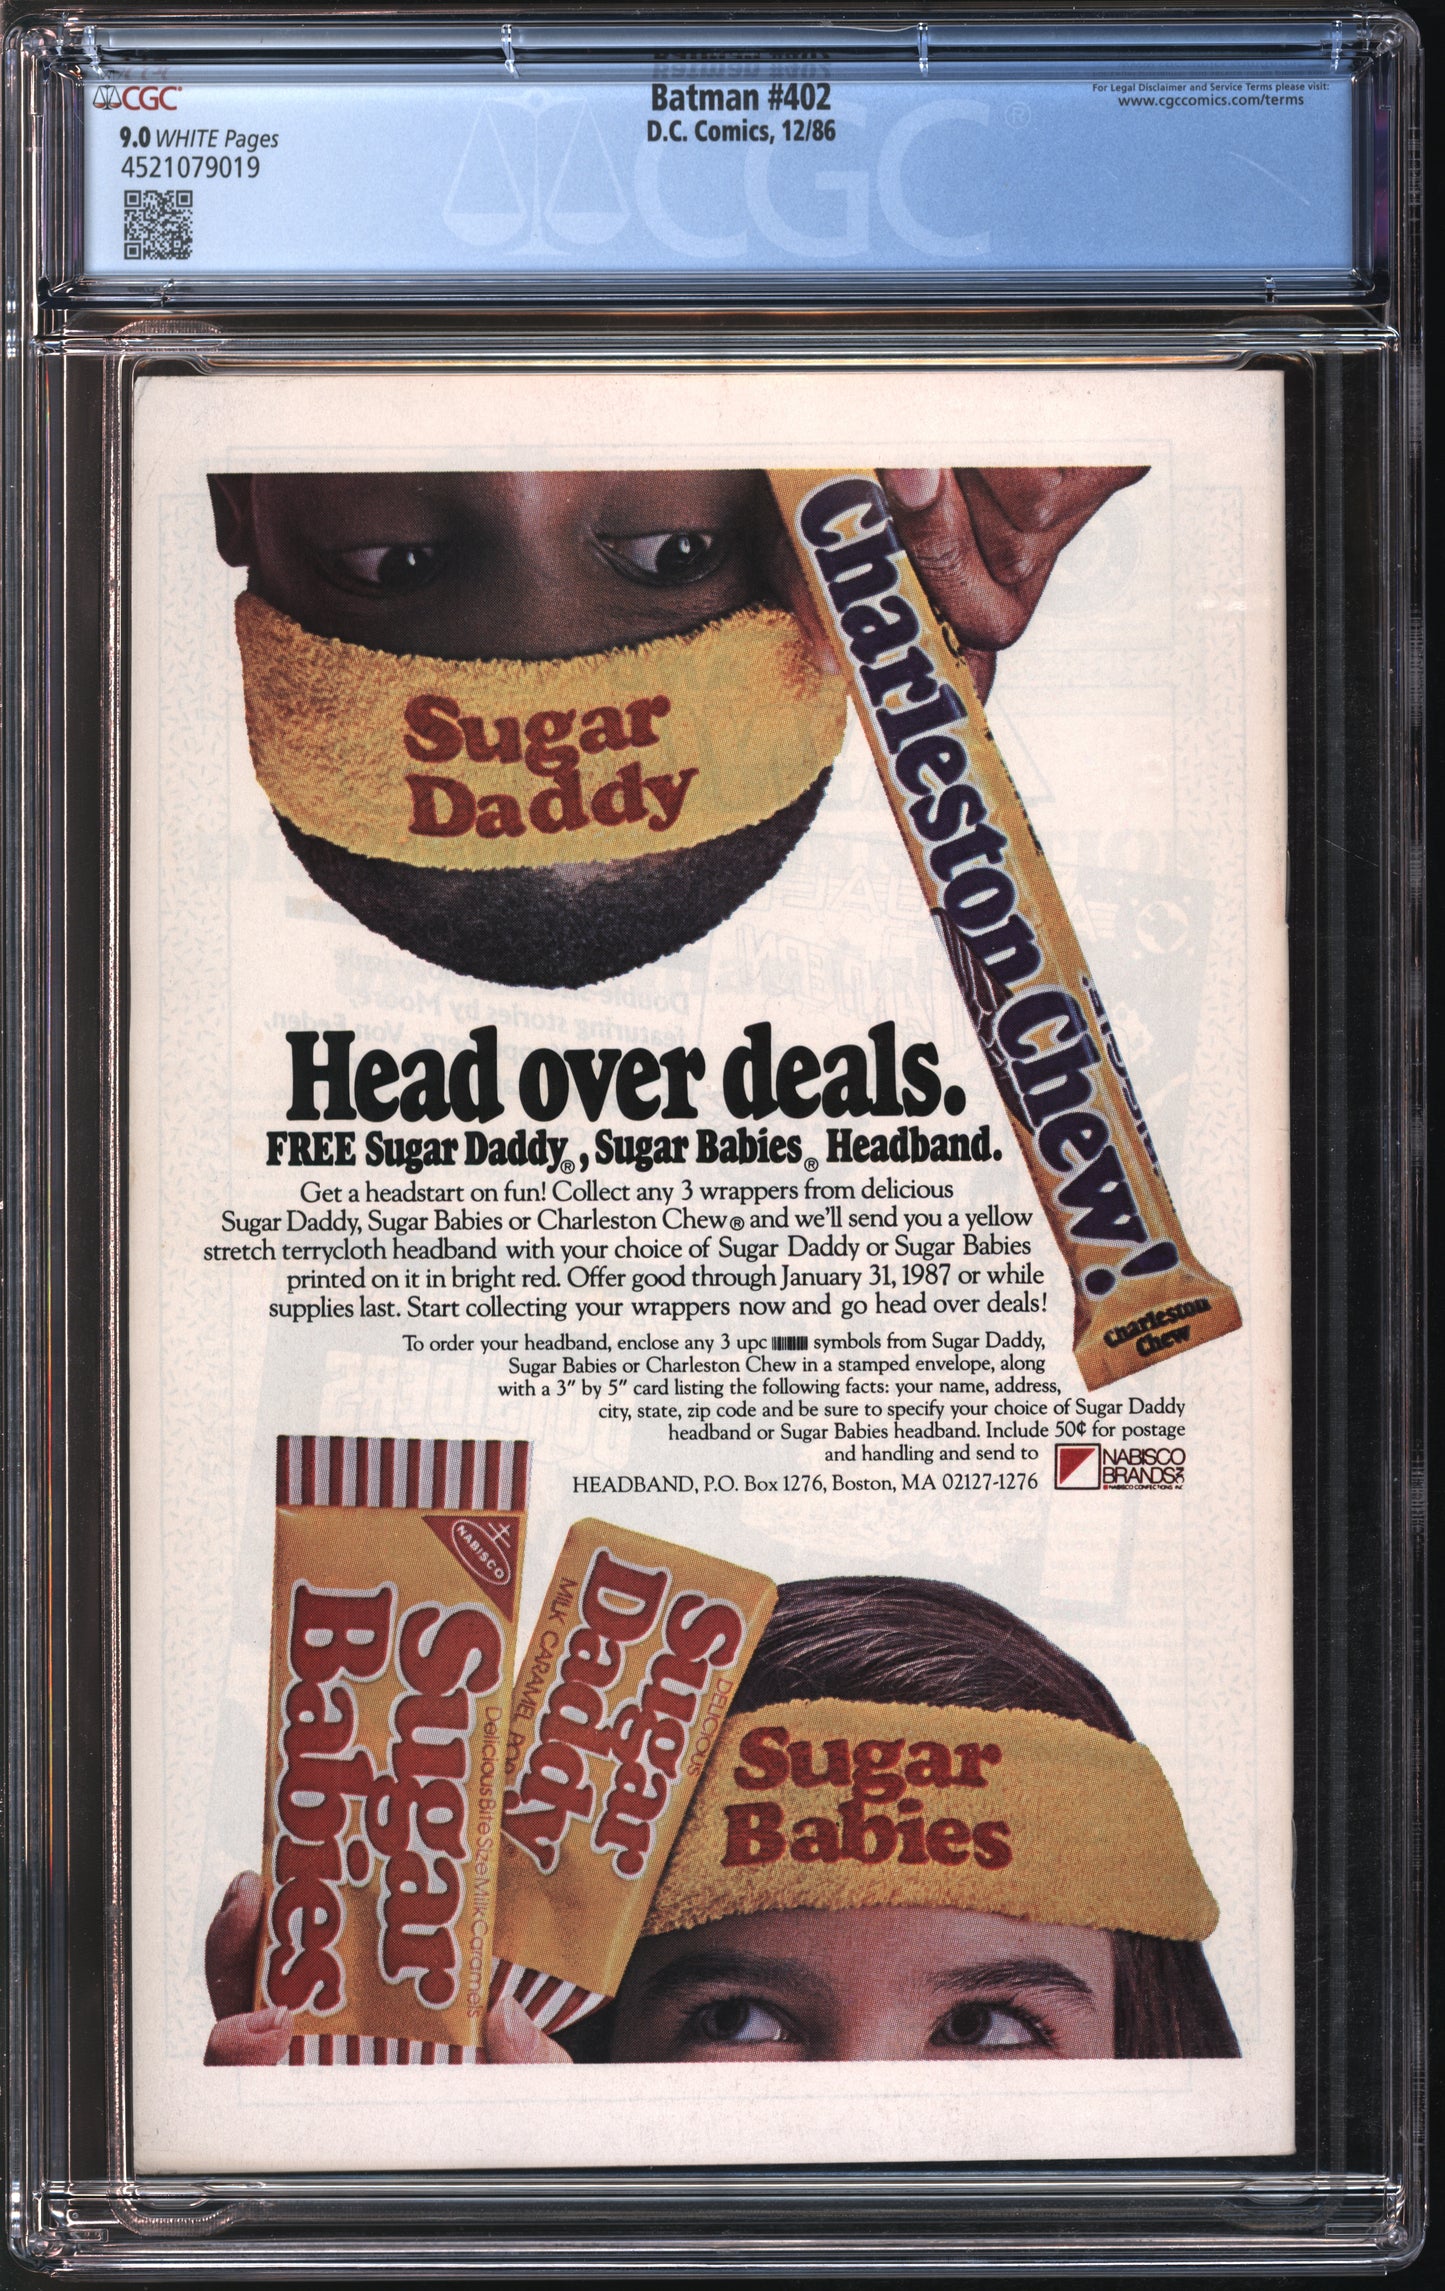 CGC
9.0 WHITE Pages
4521079019
Batman #402
D.C. Comics, 12/86
For Legal Disclaimer and Service Terms please visit:
www.cgccomics.com/terms
CGC®
Sugar
Daddy
Charleston Chew!
Charleston
Chew
Head over deals.
FREE Sugar Daddy®, Sugar Babies® Headband.
Get a headstart on fun! Collect any 3 wrappers from delicious
Sugar Daddy, Sugar Babies or Charleston Chew® and we'll send you a yellow
stretch terrycloth headband with your choice of Sugar Daddy or Sugar Babies
printed on it in bright red. Offer good through January 31, 1987 or while
supplies last. Start collecting your wrappers now and go head over deals!
To order your headband, enclose any 3 upc symbols from Sugar Daddy,
Sugar Babies or Charleston Chew in a stamped envelope, along
with a 3″ by 5″ card listing the following facts: your name, address,
city, state, zip code and be sure to specify your choice of Sugar Daddy
headband or Sugar Babies headband. Include 50¢ for postage
and handling and send to
HEADBAND, P.O. Box 1276, Boston, MA 02127-1276
NABISCO
BRANDS INC
NABISCO CONFECTIONS INC
NABISCO
Sugar
Babies
Delicious Bite Size Milk Caramels
DELICIOUS
Sugar
Daddy
MILK CARAMEL POP
Sugar
Babies